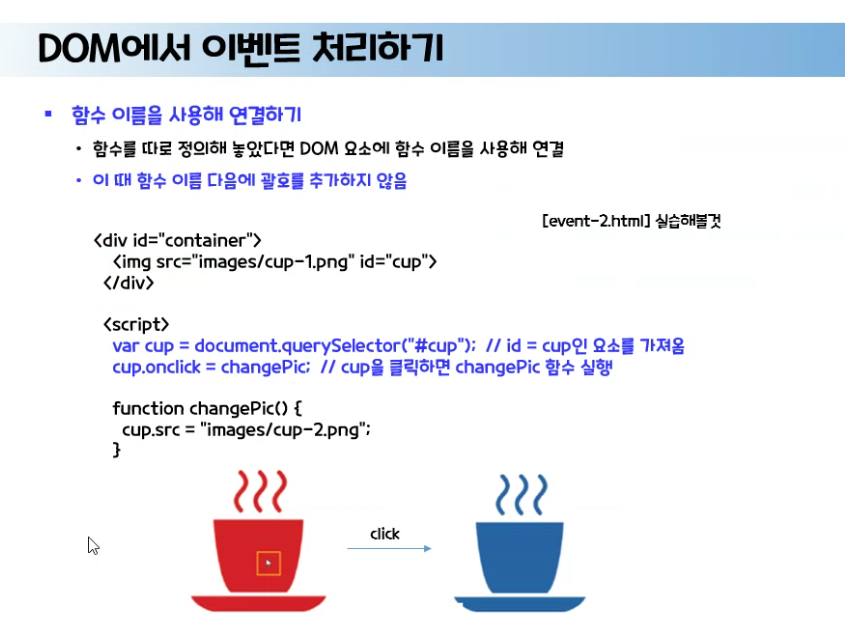 DOM에서 이벤트 처리하기
▪ 함수 이름을 사용해 연결하기
• 함수를 따로 정의해 놓았다면 DOM 요소에 함수 이름을 사용해 연결
• 이 때 함수 이름 다음에 괄호를 추가하지 않음
[event-2.html] 실습해볼것
<div id="container">
<img src="images/cup-1.png" id="cup">
</div>
<script>
var cup = document.querySelector("#cup");  // id = cup인 요소를 가져옴
cup.onclick = changePic;  // cup을 클릭하면 changePic 함수 실행
function changePic() {
cup.src = "images/cup-2.png";
}
click